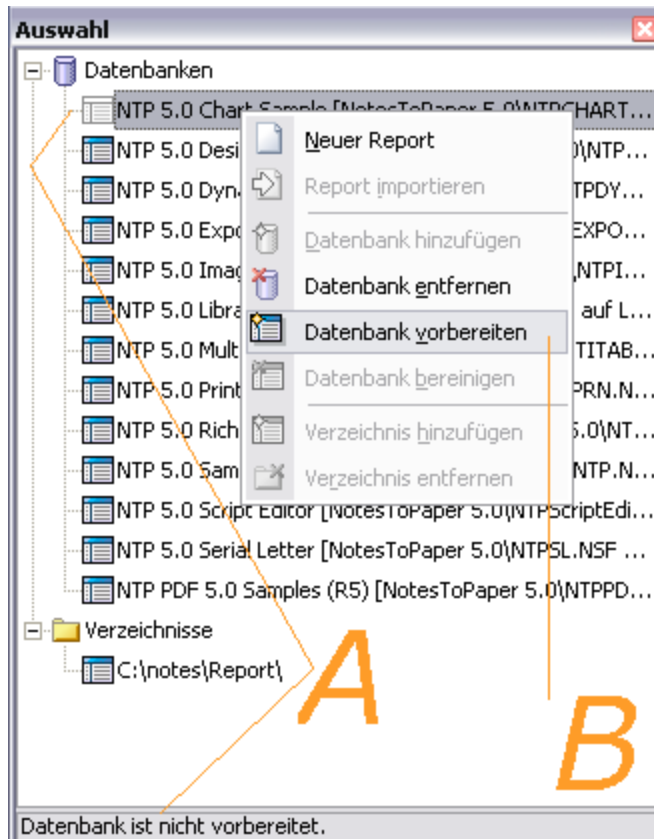 Auswahl
Datenbanken
NTP 5.0 Chart Sample [NotesToPaper 5.0\NTPCHART...
NTP 5.0 Desi \NTP...
NTP 5.0 Dyn TPDY...
NTP 5.0 Expo EXPO...
NTP 5.0 Imag \NTPI...
NTP 5.0 Libra auf L...
NTP 5.0 Mult TITAB...
NTP 5.0 Print PRN.N...
NTP 5.0 Rich 5.0\NT...
NTP 5.0 Sam NTP.N...
NTP 5.0 Script Editor [NotesToPaper 5.0\NTPScriptEdi...
NTP 5.0 Serial Letter [NotesToPaper 5.0\NTPSL.NSF ...
NTP PDF 5.0 Samples (R5) [NotesToPaper 5.0\NTPPD...
Verzeichnisse
C:\notes\Report\
Neuer Report
Report importieren
Datenbank hinzufügen
Datenbank entfernen
Datenbank vorbereiten
Datenbank bereinigen
Verzeichnis hinzufügen
Verzeichnis entfernen
A
B
Datenbank ist nicht vorbereitet.